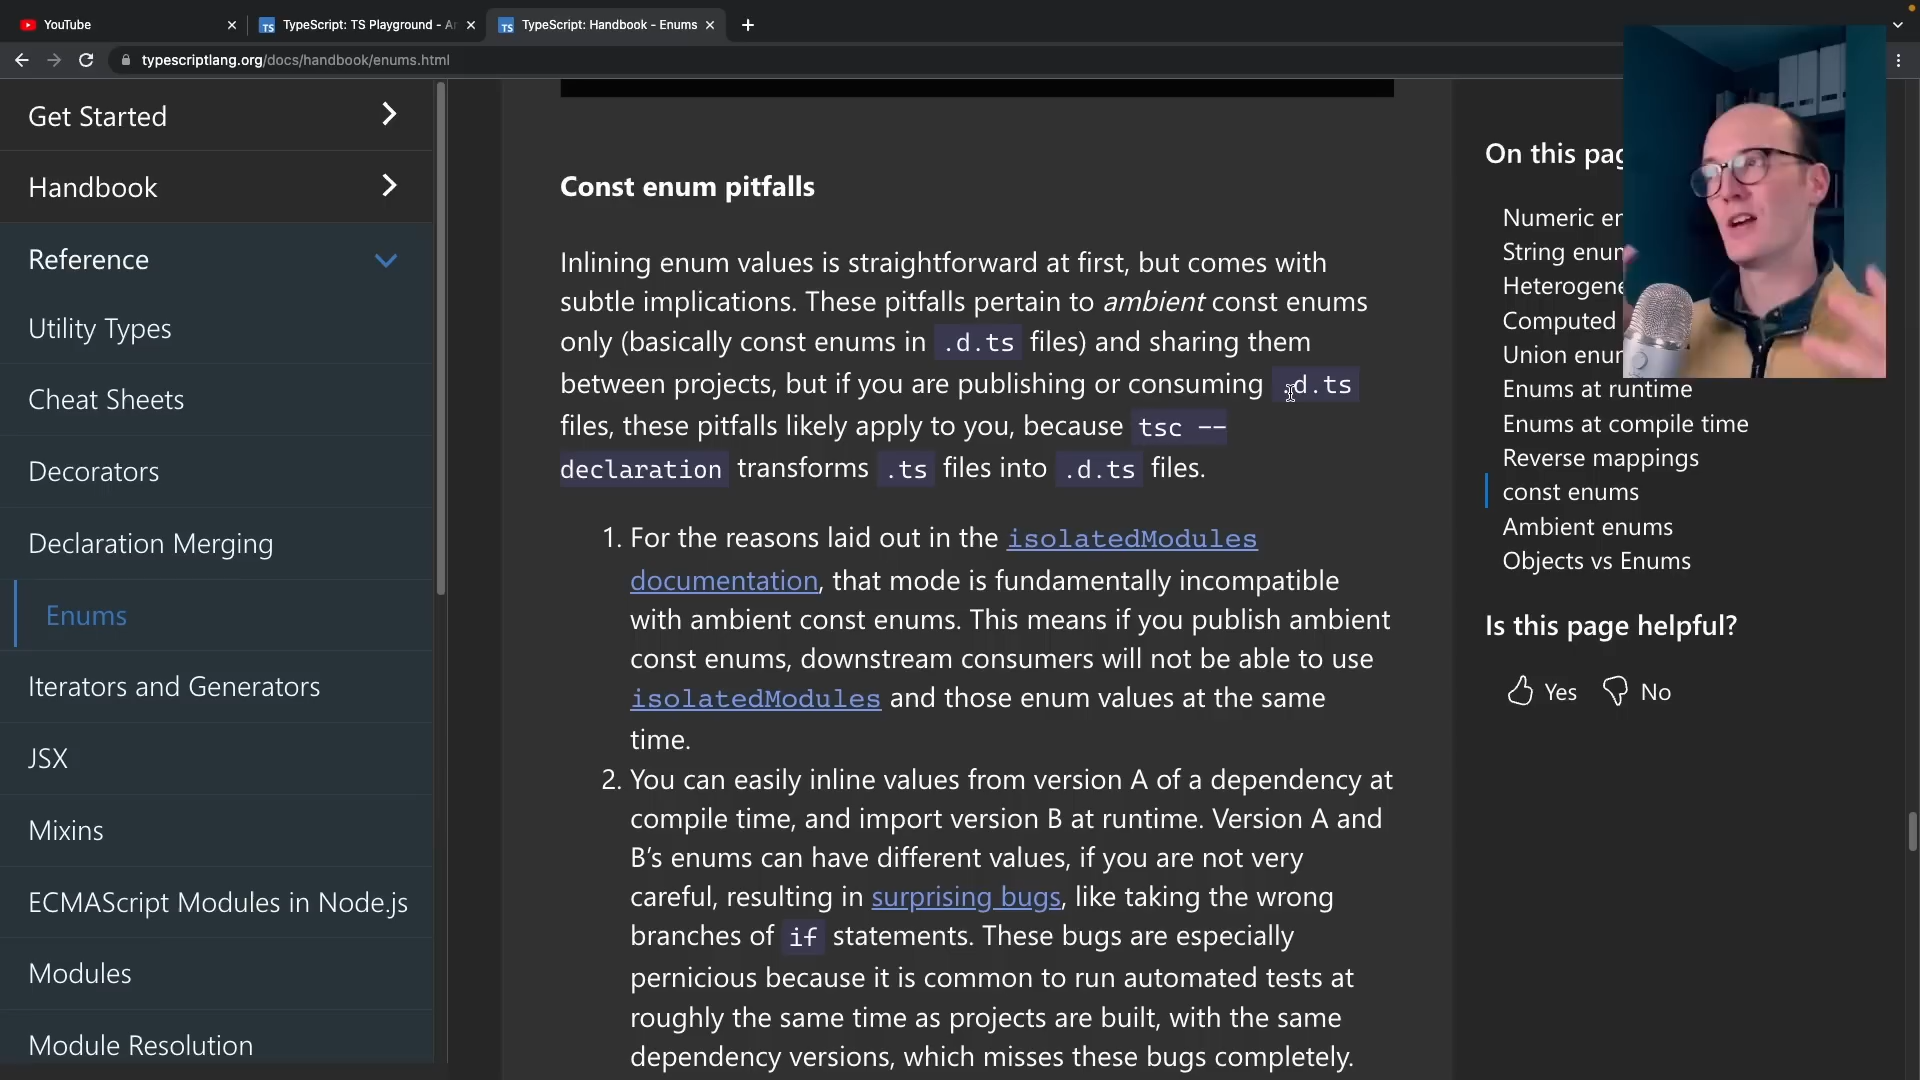 YouTube
TypeScript: TS Playground - Ar
TypeScript: Handbook - Enums
typescriptlang.org/docs/handbook/enums.html
Get Started
Handbook
Reference
Utility Types
Cheat Sheets
Decorators
Declaration Merging
Enums
Iterators and Generators
JSX
Mixins
ECMAScript Modules in Node.js
Modules
Module Resolution
Const enum pitfalls
Inlining enum values is straightforward at first, but comes with
subtle implications. These pitfalls pertain to ambient const enums
only (basically const enums in .d.ts files) and sharing them
between projects, but if you are publishing or consuming .d.ts
files, these pitfalls likely apply to you, because tsc --
declaration transforms .ts files into .d.ts files.
1. For the reasons laid out in the isolatedModules
documentation, that mode is fundamentally incompatible
with ambient const enums. This means if you publish ambient
const enums, downstream consumers will not be able to use
isolatedModules and those enum values at the same
time.
2. You can easily inline values from version A of a dependency at
compile time, and import version B at runtime. Version A and
B’s enums can have different values, if you are not very
careful, resulting in surprising bugs, like taking the wrong
branches of if statements. These bugs are especially
pernicious because it is common to run automated tests at
roughly the same time as projects are built, with the same
dependency versions, which misses these bugs completely.
On this pag
Numeric en
String enum
Heterogene
Computed
Union enum
Enums at runtime
Enums at compile time
Reverse mappings
const enums
Ambient enums
Objects vs Enums
Is this page helpful?
Yes No